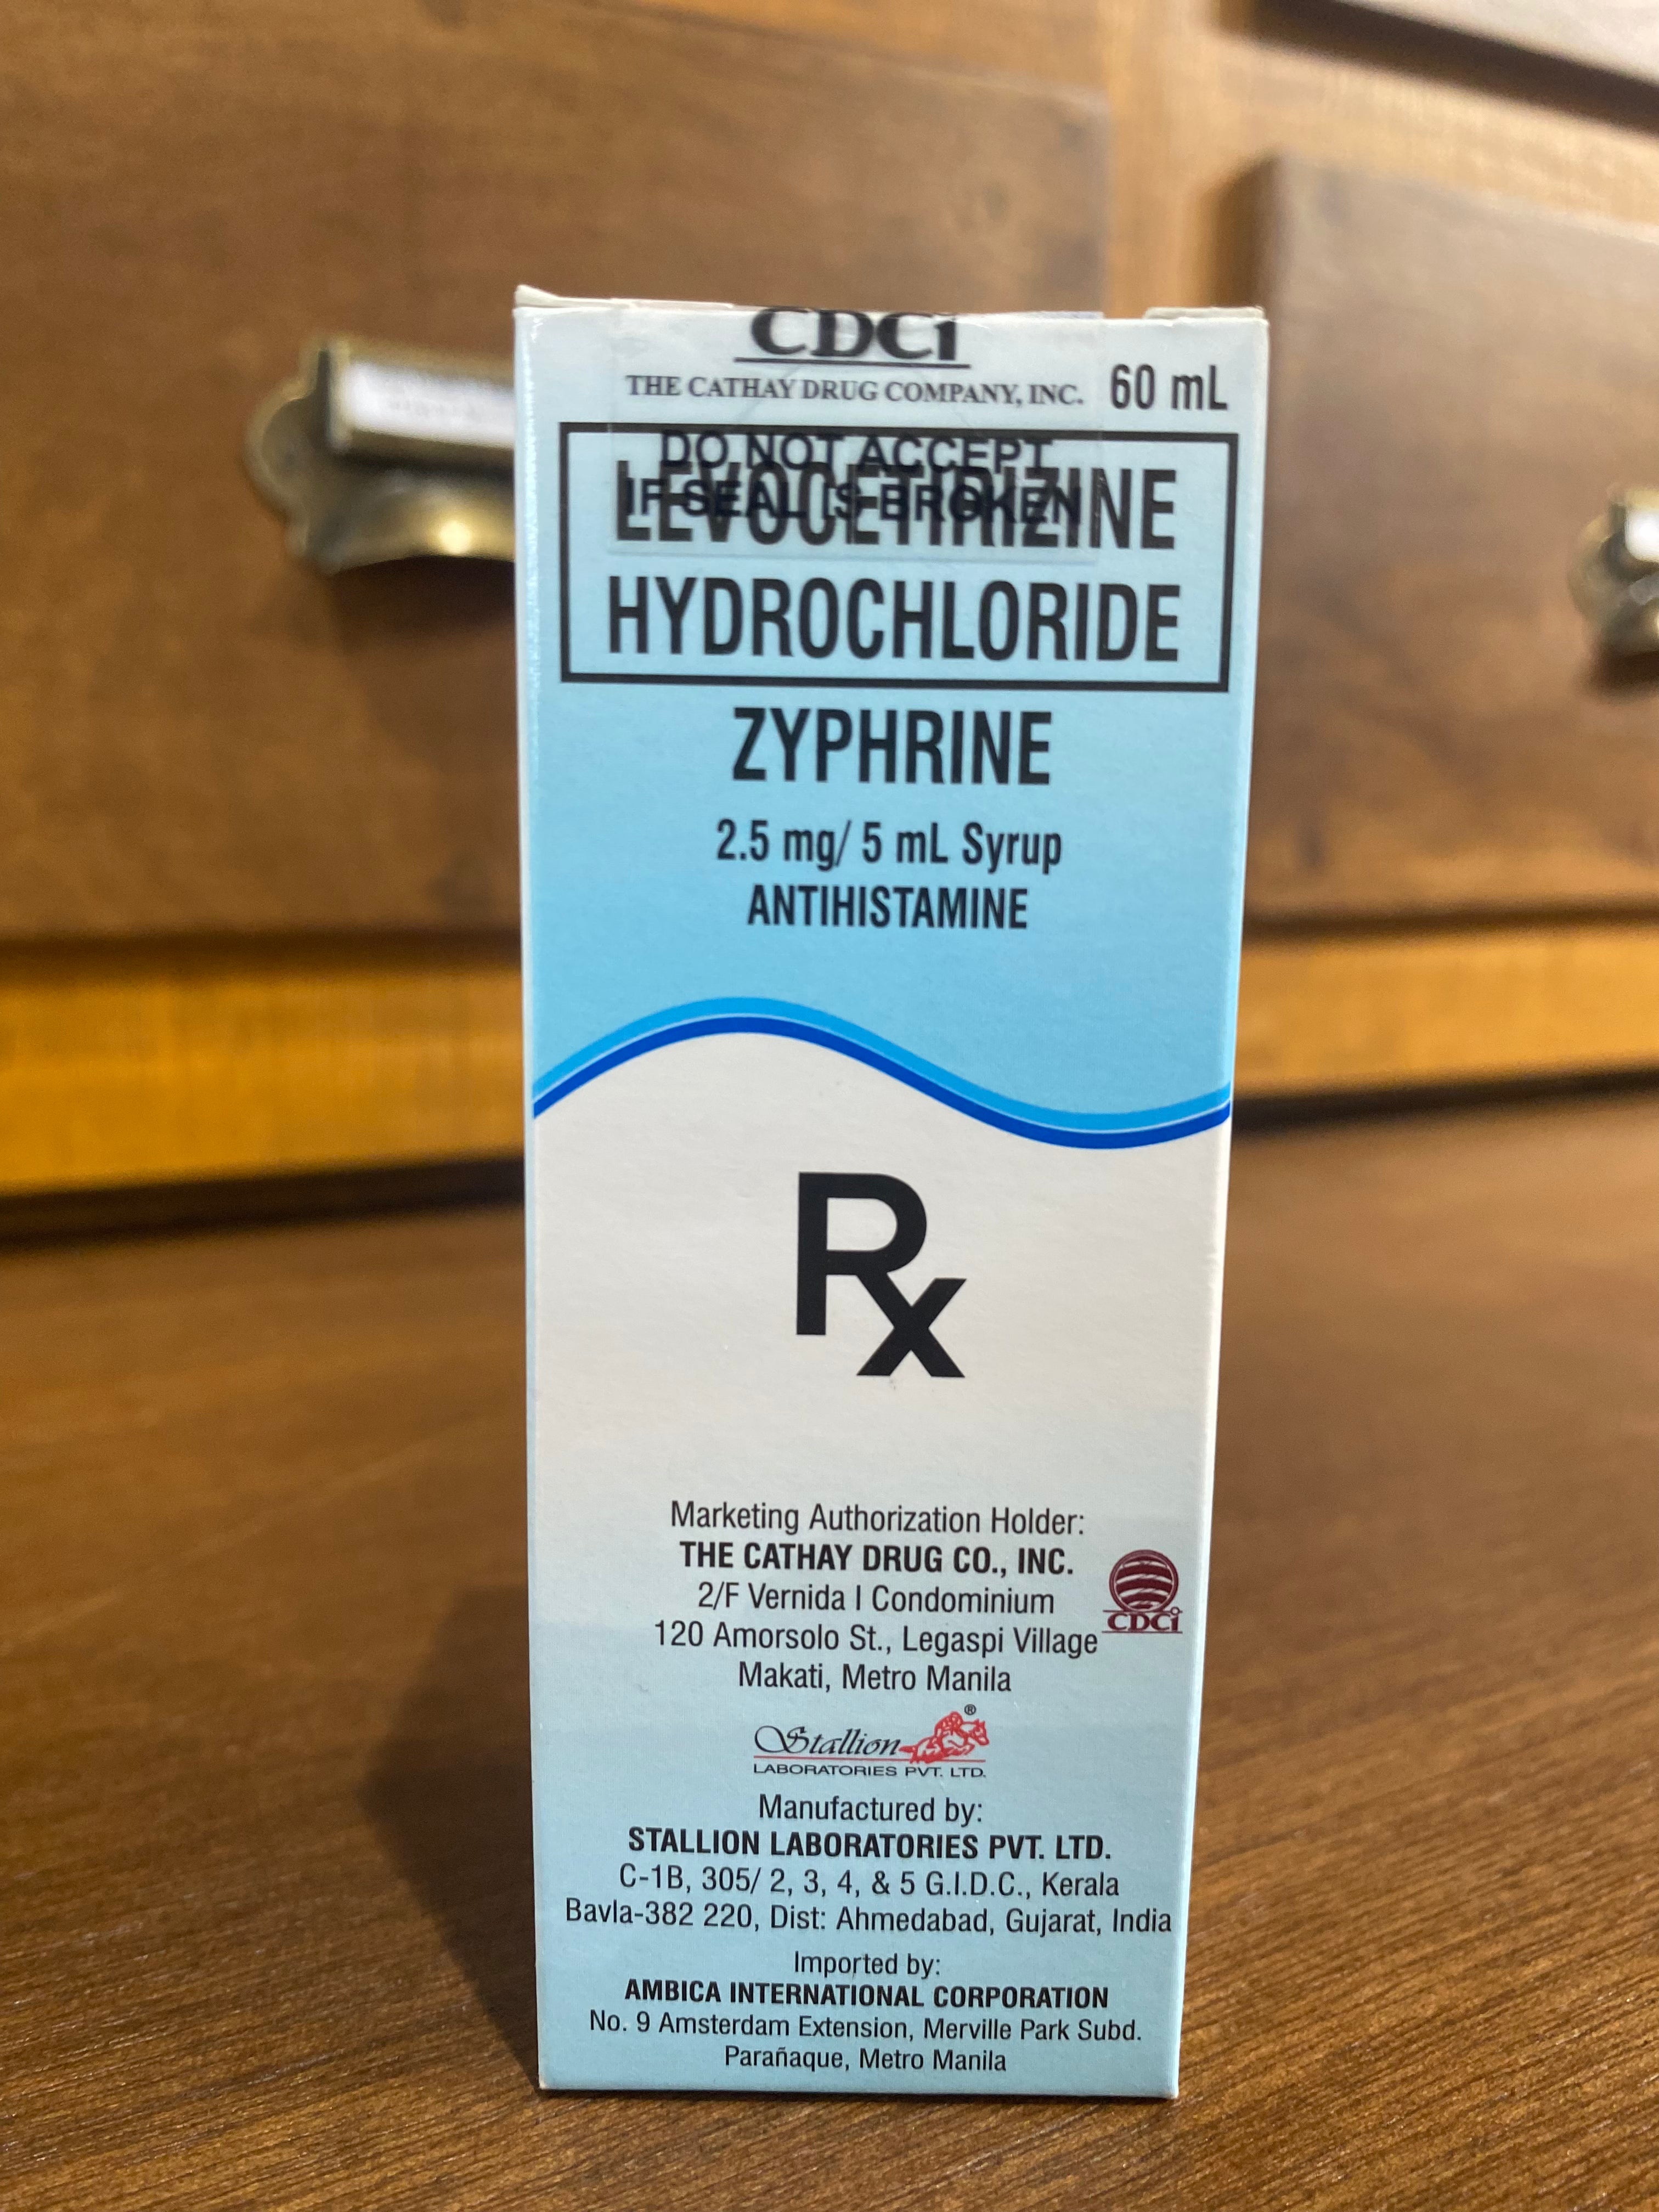 CDCi
THE CATHAY DRUG COMPANY, INC.
60 mL
DO NOT ACCEPT
IF SEAL IS BROKEN
LEVOCETIRIZINE
HYDROCHLORIDE
ZYPHRINE
2.5 mg/ 5 mL Syrup
ANTIHISTAMINE
Rx
Marketing Authorization Holder:
THE CATHAY DRUG CO., INC.
2/F Vernida I Condominium
120 Amorsolo St., Legaspi Village
Makati, Metro Manila
CDCi
Stallion ®
LABORATORIES PVT. LTD.
Manufactured by:
STALLION LABORATORIES PVT. LTD.
C-1B, 305/ 2, 3, 4, & 5 G.I.D.C., Kerala
Bavla-382 220, Dist: Ahmedabad, Gujarat, India
Imported by:
AMBICA INTERNATIONAL CORPORATION
No. 9 Amsterdam Extension, Merville Park Subd.
Parañaque, Metro Manila